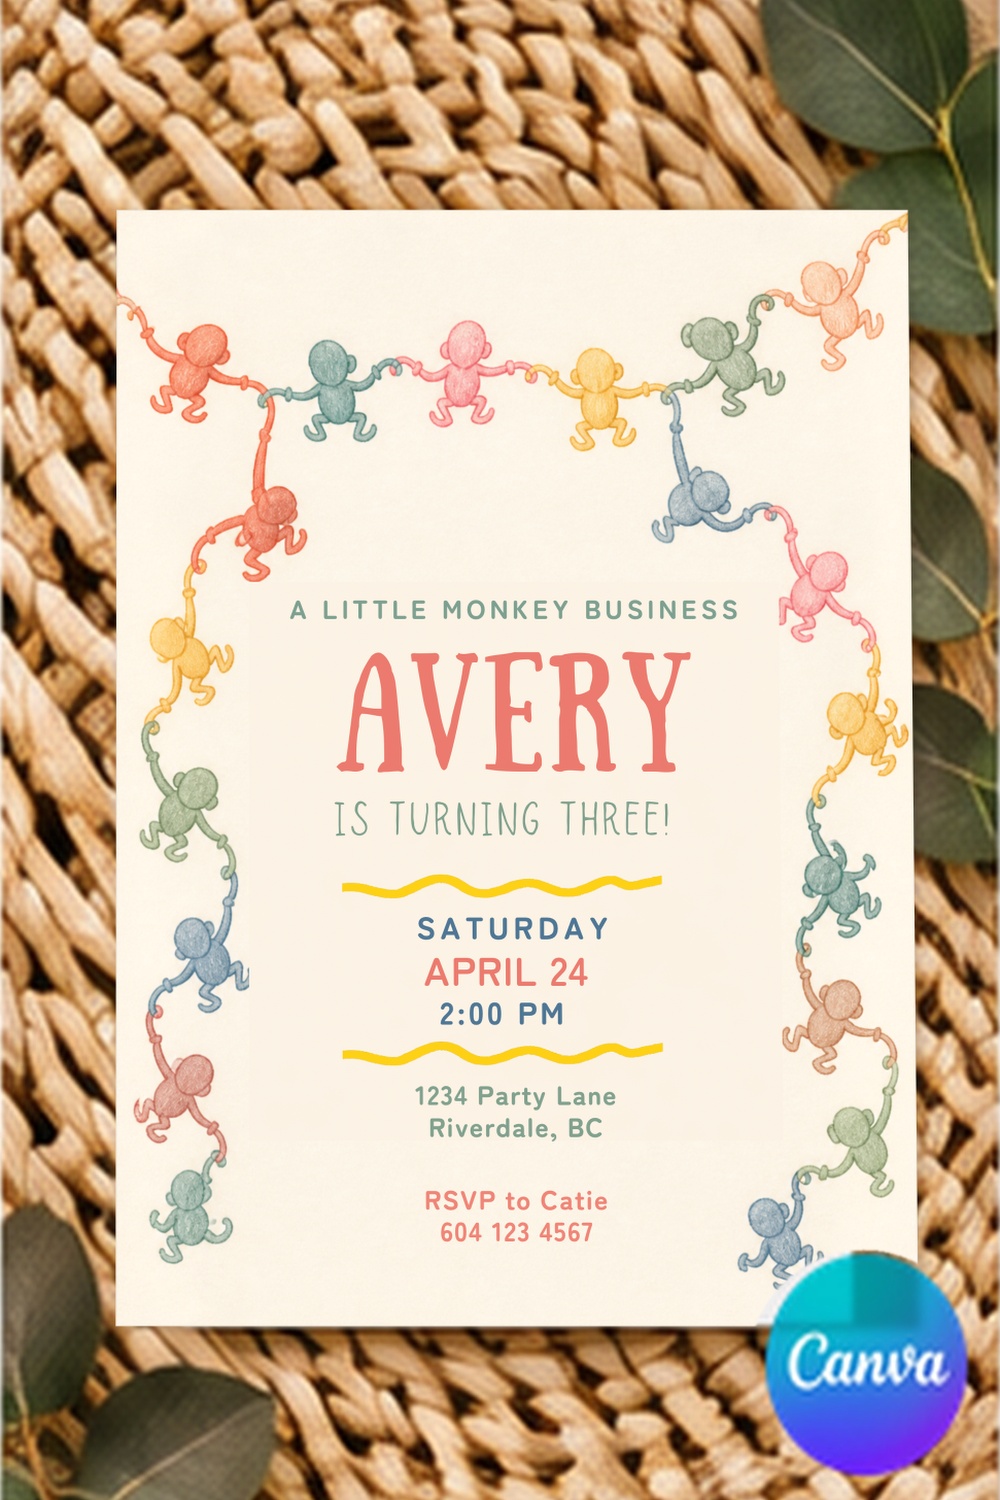 A LITTLE MONKEY BUSINESS
AVERY
IS TURNING THREE!
SATURDAY
APRIL 24
2:00 PM
1234 Party Lane
Riverdale, BC
RSVP to Catie
604 123 4567
Canva